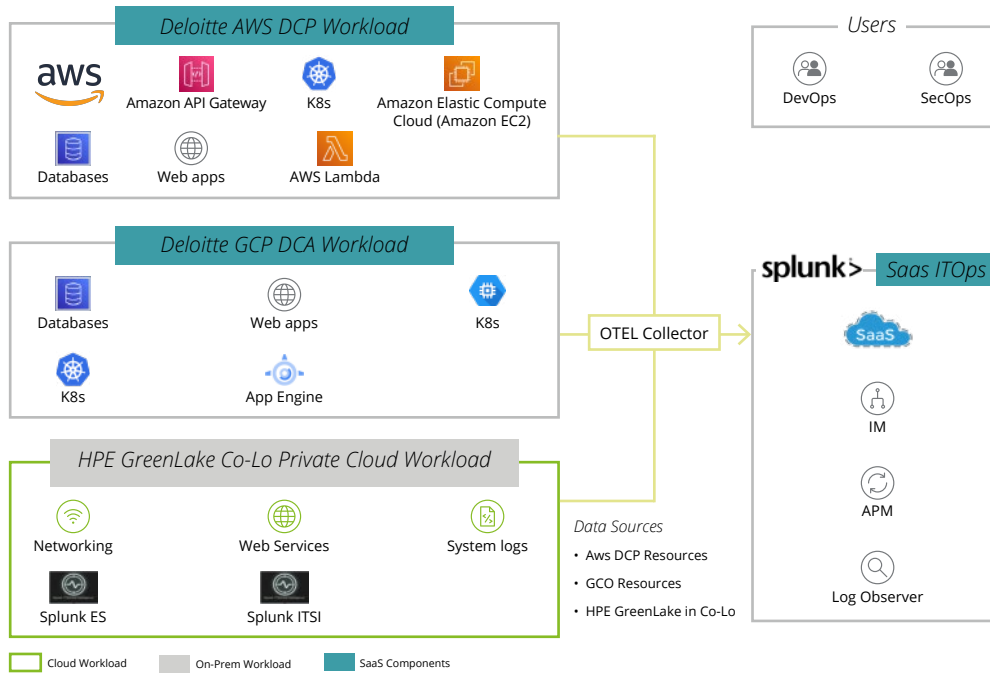 Deloitte AWS DCP Workload
aws
Amazon API Gateway
K8s
Amazon Elastic Compute
Cloud (Amazon EC2)
Databases
Web apps
AWS Lambda
Users
DevOps
SecOps
Deloitte GCP DCA Workload
Databases
Web apps
K8s
K8s
App Engine
OTEL Collector
splunk>
Saas ITOps
SaaS
IM
APM
Log Observer
HPE GreenLake Co-Lo Private Cloud Workload
Networking
Web Services
System logs
Splunk ES
Splunk ITSI
Data Sources
• Aws DCP Resources
• GCO Resources
• HPE GreenLake in Co-Lo
Cloud Workload
On-Prem Workload
SaaS Components